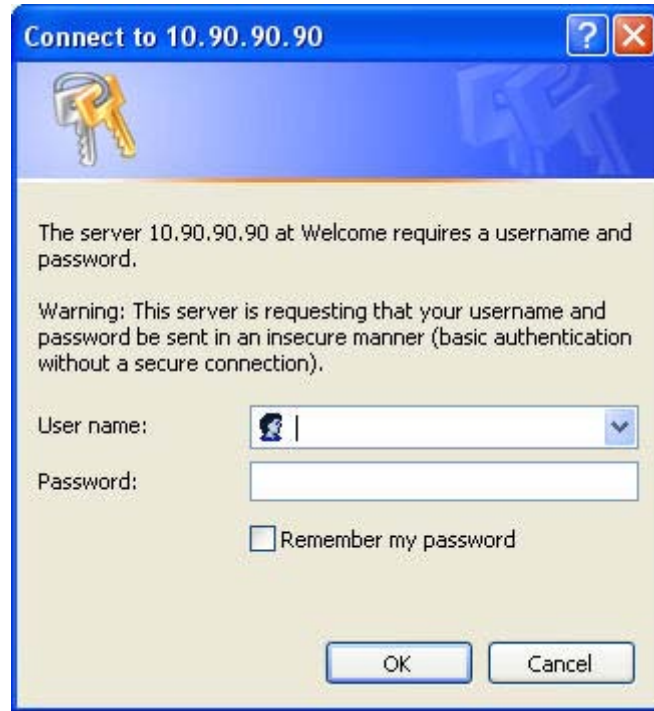 Connect to 10.90.90.90
The server 10.90.90.90 at Welcome requires a username and
password.
Warning: This server is requesting that your username and
password be sent in an insecure manner (basic authentication
without a secure connection).
User name:
Password:
Remember my password
OK
Cancel